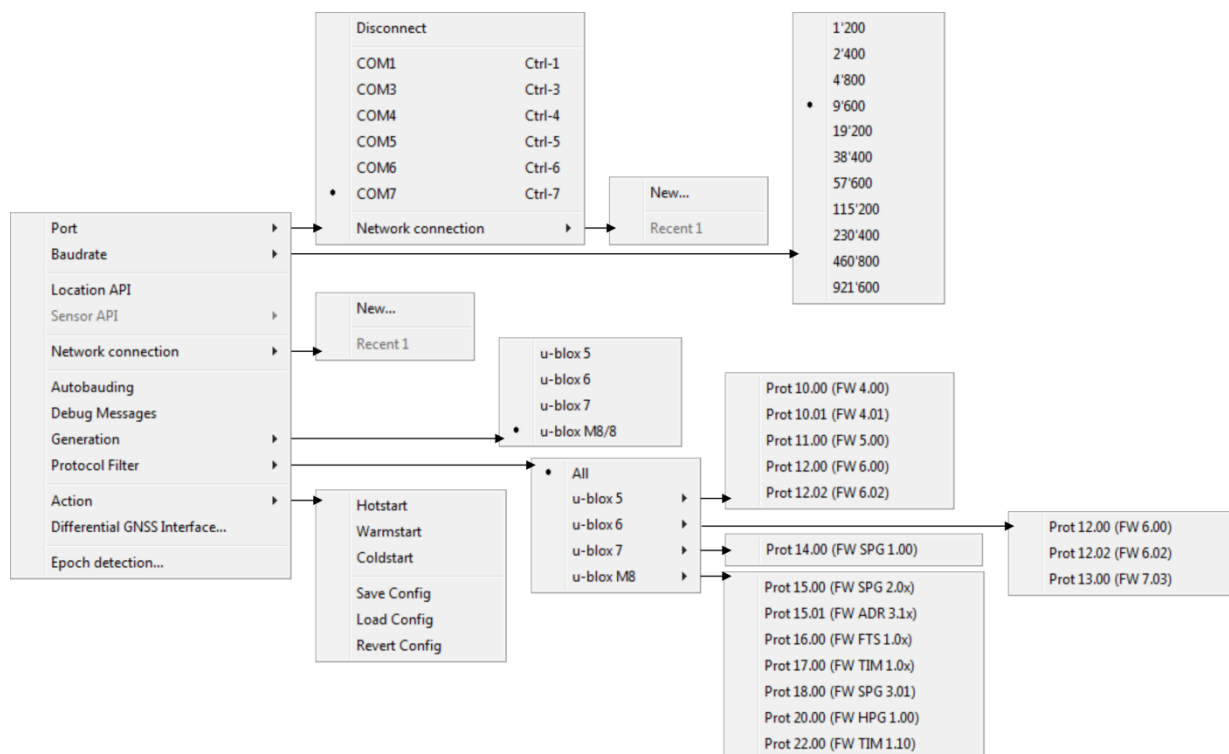 Disconnect
COM1 Ctrl-1
COM3 Ctrl-3
COM4 Ctrl-4
COM5 Ctrl-5
COM6 Ctrl-6
COM7 Ctrl-7
Network connection
New...
Recent 1
1'200
2'400
4'800
9'600
19'200
38'400
57'600
115'200
230'400
460'800
921'600
Port
Baudrate
Location API
Sensor API
Network connection
Autobauding
Debug Messages
Generation
Protocol Filter
Action
Differential GNSS Interface...
Epoch detection...
New...
Recent 1
u-blox 5
u-blox 6
u-blox 7
u-blox M8/8
All
u-blox 5
u-blox 6
u-blox 7
u-blox M8
Prot 10.00 (FW 4.00)
Prot 10.01 (FW 4.01)
Prot 11.00 (FW 5.00)
Prot 12.00 (FW 6.00)
Prot 12.02 (FW 6.02)
Prot 12.00 (FW 6.00)
Prot 12.02 (FW 6.02)
Prot 13.00 (FW 7.03)
Prot 14.00 (FW SPG 1.00)
Prot 15.00 (FW SPG 2.0x)
Prot 15.01 (FW ADR 3.1x)
Prot 16.00 (FW FTS 1.0x)
Prot 17.00 (FW TIM 1.0x)
Prot 18.00 (FW SPG 3.01)
Prot 20.00 (FW HPG 1.00)
Prot 22.00 (FW TIM 1.10)
Hotstart
Warmstart
Coldstart
Save Config
Load Config
Revert Config